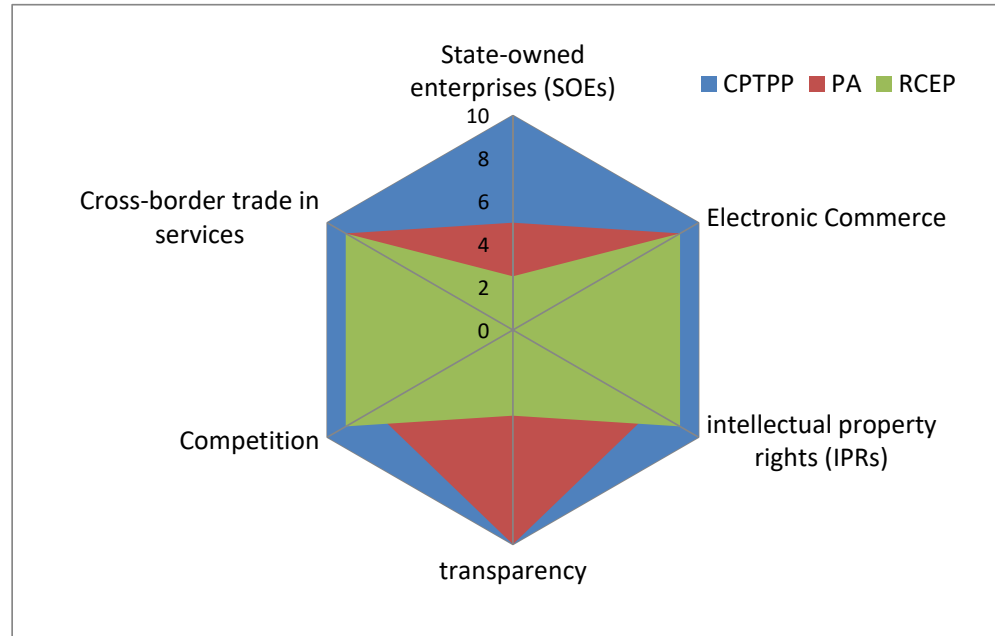 State-owned
enterprises (SOEs)
CPTPP PA RCEP
10
8
6
4
2
0
Cross-border trade in
services
Electronic Commerce
Competition
intellectual property
rights (IPRs)
transparency